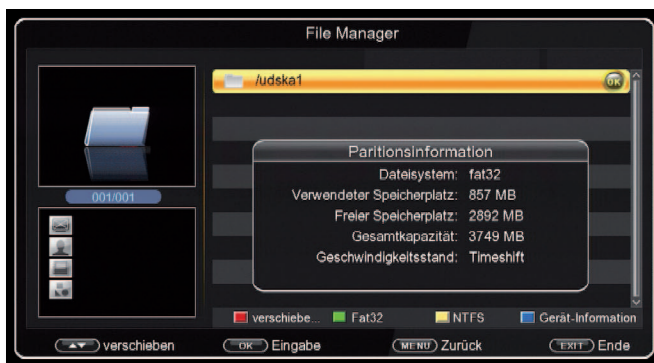 File Manager
/udska1
OK
001/001
Paritionsinformation
Dateisystem: fat32
Verwendeter Speicherplatz: 857 MB
Freier Speicherplatz: 2892 MB
Gesamtkapazität: 3749 MB
Geschwindigkeitsstand: Timeshift
verschiebe... Fat32 NTFS Gerät-Information
verschieben OK Eingabe MENU Zurück EXIT Ende